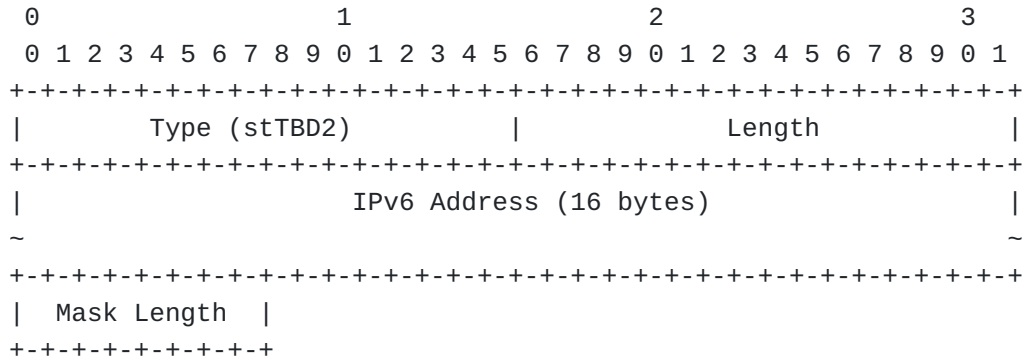 0                   1                   2                   3
 0 1 2 3 4 5 6 7 8 9 0 1 2 3 4 5 6 7 8 9 0 1 2 3 4 5 6 7 8 9 0 1
+-+-+-+-+-+-+-+-+-+-+-+-+-+-+-+-+-+-+-+-+-+-+-+-+-+-+-+-+-+-+-+-+
|        Type (stTBD2)          |             Length            |
+-+-+-+-+-+-+-+-+-+-+-+-+-+-+-+-+-+-+-+-+-+-+-+-+-+-+-+-+-+-+-+-+
|                     IPv6 Address (16 bytes)                   |
~                                                               ~
+-+-+-+-+-+-+-+-+-+-+-+-+-+-+-+-+-+-+-+-+-+-+-+-+-+-+-+-+-+-+-+-+
|  Mask Length  |
+-+-+-+-+-+-+-+-+